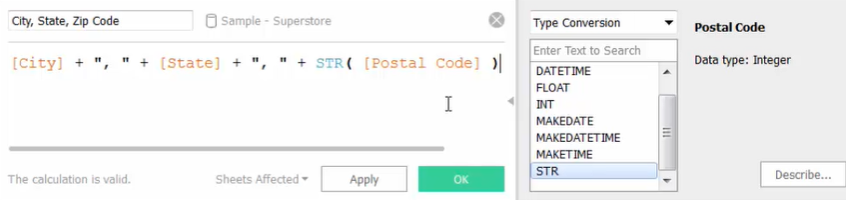 City, State, Zip Code
Sample - Superstore
[City] + ", " + [State] + ", " + STR( [Postal Code] )
The calculation is valid.
Sheets Affected
Apply
OK
Type Conversion
Enter Text to Search
DATETIME
FLOAT
INT
MAKEDATE
MAKEDATETIME
MAKETIME
STR
Postal Code
Data type: Integer
Describe...